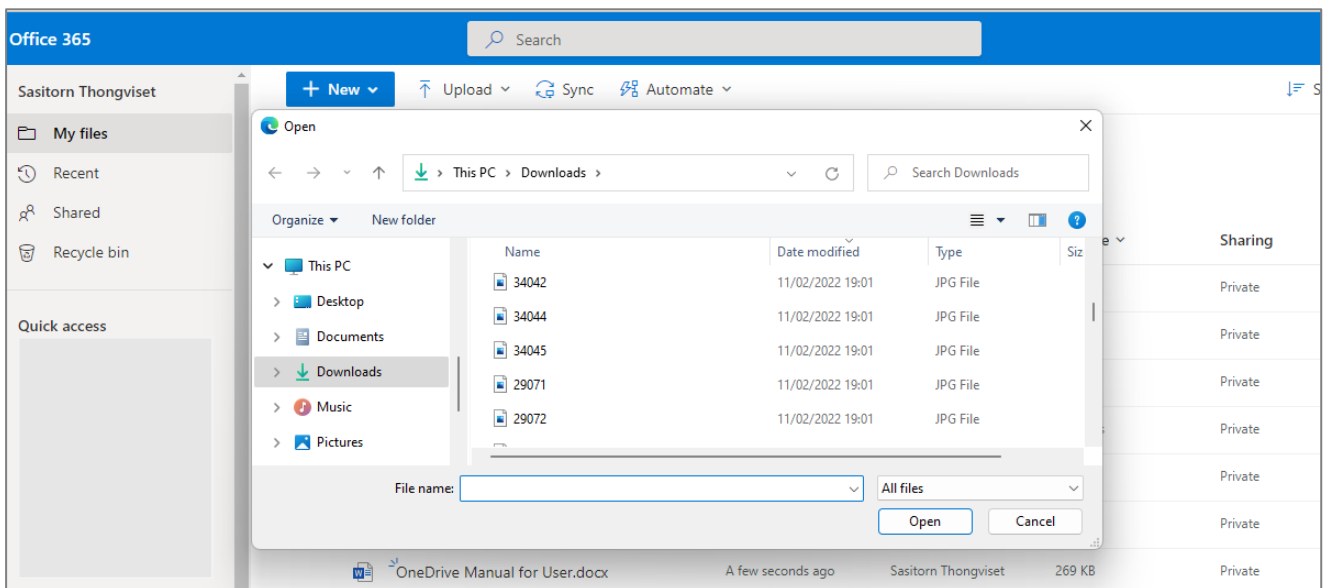 Office 365
Search
Sasitorn Thongviset
New
Upload
Sync
Automate
S
My files
Recent
Shared
Recycle bin
Quick access
Open
This PC
Downloads
Search Downloads
Organize
New folder
This PC
Desktop
Documents
Downloads
Music
Pictures
Name Date modified Type Siz
34042 11/02/2022 19:01 JPG File
34044 11/02/2022 19:01 JPG File
34045 11/02/2022 19:01 JPG File
29071 11/02/2022 19:01 JPG File
29072 11/02/2022 19:01 JPG File
File name:
All files
Open
Cancel
e
Sharing
Private
Private
Private
Private
Private
Private
OneDrive Manual for User.docx A few seconds ago Sasitorn Thongviset 269 KB Private